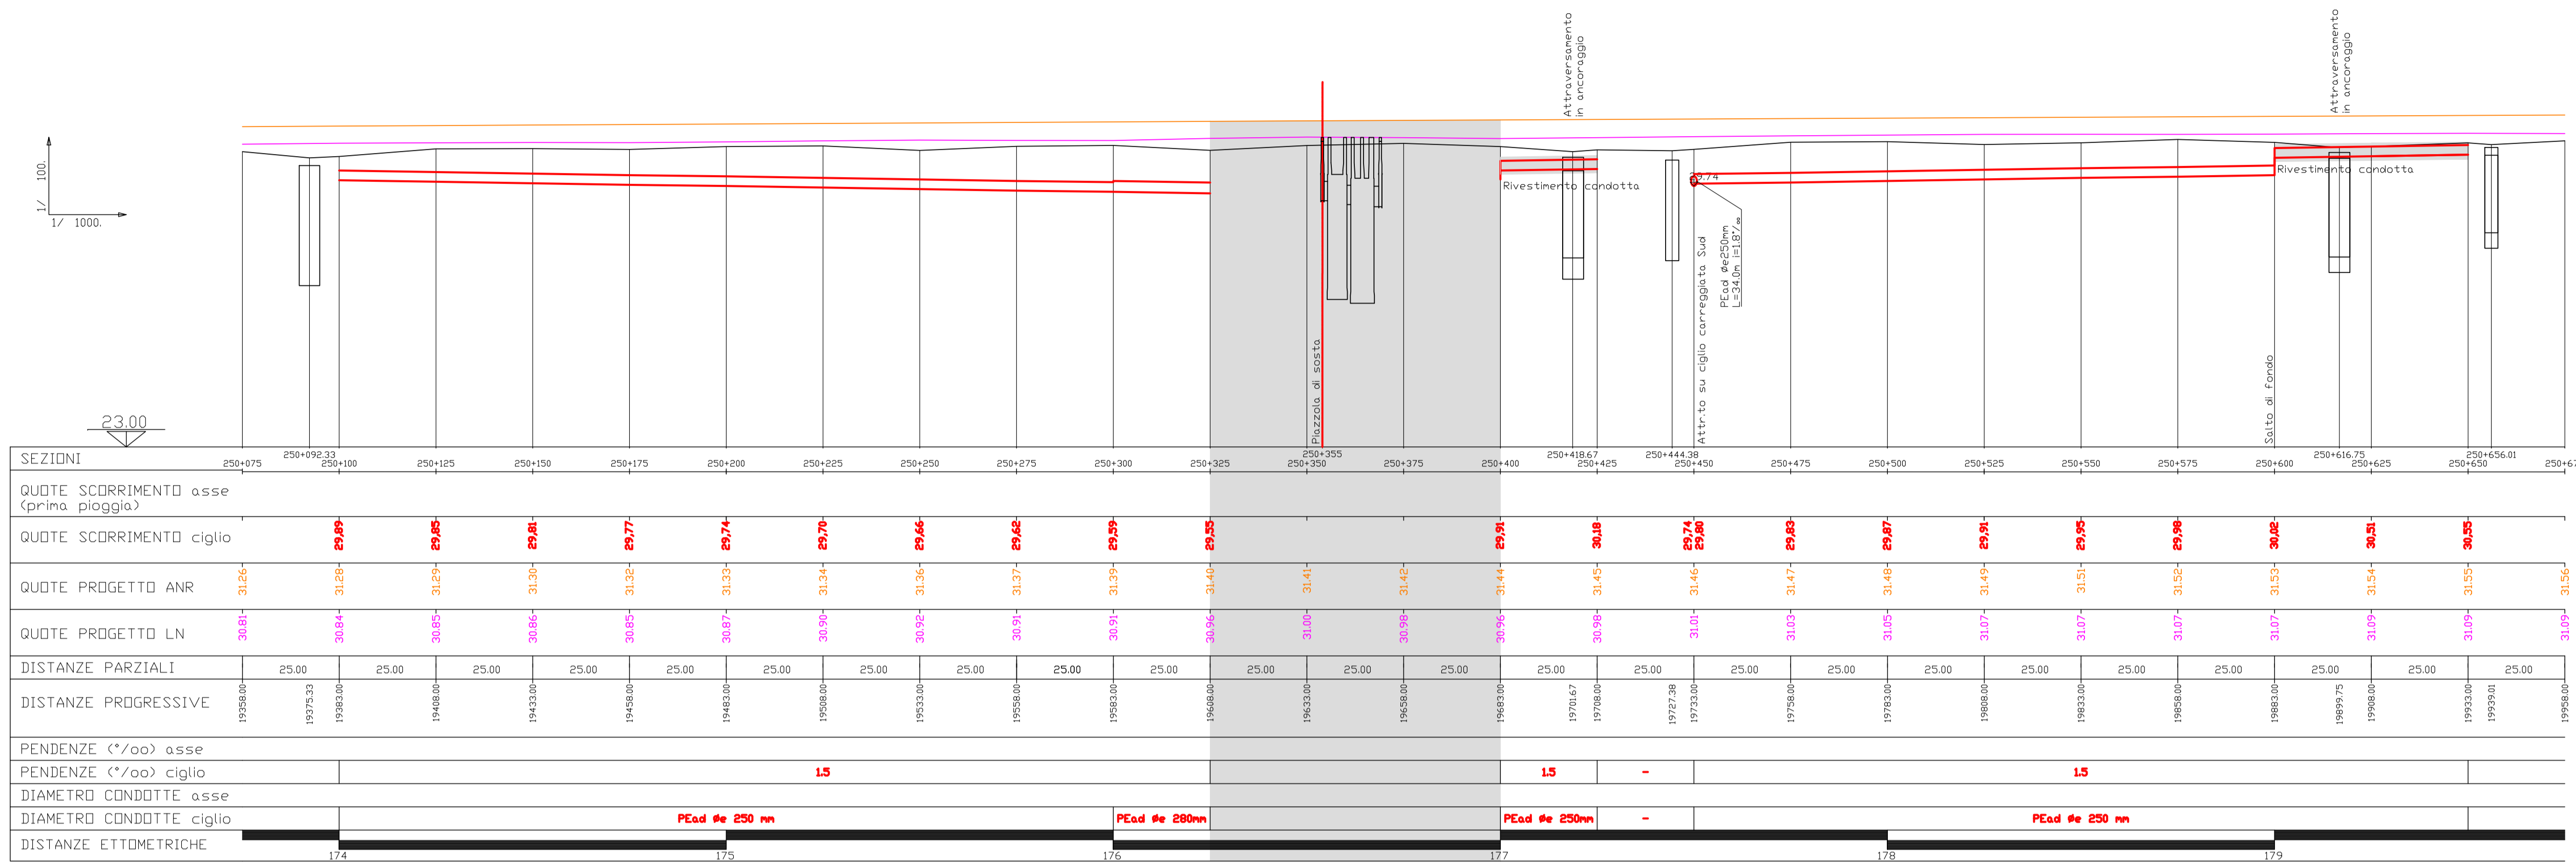 Attraversamento
in ancoraggio
Attraversamento
in ancoraggio
1/ 100.
1/ 1000.
Rivestimento condotta
29.74
Rivestimento condotta
PEad øe250mm
L=34.0m i=1.8°/∞
Attr.to su ciglio carreggiata Sud
Piazzola di sosta
Salto di fondo
23.00
SEZIONI
250+075 250+092.33 250+100 250+125 250+150 250+175 250+200 250+225 250+250 250+275 250+300 250+325 250+350 250+355 250+375 250+400 250+418.67 250+425 250+444.38 250+450 250+475 250+500 250+525 250+550 250+575 250+600 250+616.75 250+625 250+650 250+656.01
QUOTE SCORRIMENTO asse
(prima pioggia)
QUOTE SCORRIMENTO ciglio 29,89 29,85 29,81 29,77 29,74 29,70 29,66 29,62 29,59 29,55 29,91 30,18 29,74 29,80 29,83 29,87 29,91 29,95 29,98 30,02 30,51 30,55
QUOTE PROGETTO ANR 31.26 31.28 31.29 31.30 31.32 31.33 31.34 31.36 31.37 31.39 31.40 31.41 31.42 31.44 31.45 31.46 31.47 31.48 31.49 31.51 31.52 31.53 31.54 31.55 31.56
QUOTE PROGETTO LN 30.81 30.84 30.85 30.86 30.85 30.87 30.90 30.92 30.91 30.91 30.96 31.00 30.98 30.96 30.98 31.01 31.03 31.05 31.07 31.07 31.07 31.07 31.09 31.09 31.09
DISTANZE PARZIALI 25.00 25.00 25.00 25.00 25.00 25.00 25.00 25.00 25.00 25.00 25.00 25.00 25.00 25.00 25.00 25.00 25.00 25.00 25.00 25.00 25.00 25.00 25.00 25.00
DISTANZE PROGRESSIVE 19358.00 19375.33 19383.00 19408.00 19433.00 19458.00 19483.00 19508.00 19533.00 19558.00 19583.00 19608.00 19633.00 19658.00 19683.00 19701.67 19708.00 19727.38 19733.00 19758.00 19783.00 19808.00 19833.00 19858.00 19883.00 19899.75 19908.00 19933.00 19939.01 19958.00
PENDENZE (°/oo) asse
PENDENZE (°/oo) ciglio 1.5 1.5 - 1.5
DIAMETRO CONDOTTE asse
DIAMETRO CONDOTTE ciglio PEad øe 250 mm PEad øe 280mm PEad øe 250mm - PEad øe 250 mm
DISTANZE ETTOMETRICHE
174 175 176 177 178 179